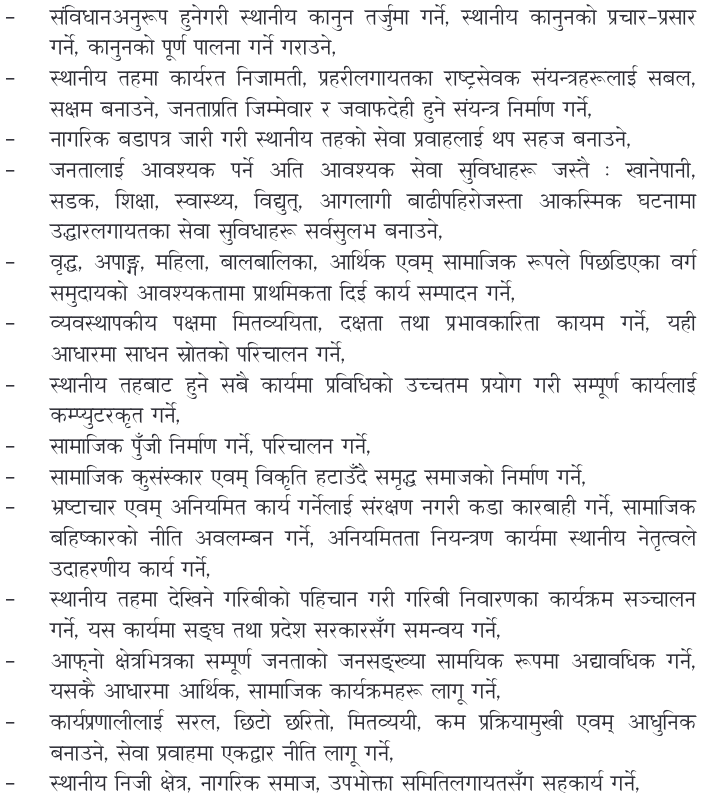 – संविधानअनुरूप हुनेगरी स्थानीय कानुन तर्जुमा गर्ने, स्थानीय कानुनको प्रचार-प्रसार
गर्ने, कानुनको पूर्ण पालना गर्ने गराउने,
– स्थानीय तहमा कार्यरत निजामती, प्रहरीलगायतका राष्ट्रसेवक संयन्त्रहरूलाई सबल,
सक्षम बनाउने, जनताप्रति जिम्मेवार र जवाफदेही हुने संयन्त्र निर्माण गर्ने,
– नागरिक बडापत्र जारी गरी स्थानीय तहको सेवा प्रवाहलाई थप सहज बनाउने,
– जनतालाई आवश्यक पर्ने अति आवश्यक सेवा सुविधाहरू जस्तै : खानेपानी,
सडक, शिक्षा, स्वास्थ्य, विद्युत्, आगलागी बाढीपहिरोजस्ता आकस्मिक घटनामा
उद्धारलगायतका सेवा सुविधाहरू सर्वसुलभ बनाउने,
– वृद्ध, अपाङ्ग, महिला, बालबालिका, आर्थिक एवम् सामाजिक रूपले पिछडिएका वर्ग
समुदायको आवश्यकतामा प्राथमिकता दिई कार्य सम्पादन गर्ने,
– व्यवस्थापकीय पक्षमा मितव्ययिता, दक्षता तथा प्रभावकारिता कायम गर्ने, यही
आधारमा साधन स्रोतको परिचालन गर्ने,
– स्थानीय तहबाट हुने सबै कार्यमा प्रविधिको उच्चतम प्रयोग गरी सम्पूर्ण कार्यलाई
कम्प्युटरकृत गर्ने,
– सामाजिक पुँजी निर्माण गर्ने, परिचालन गर्ने,
– सामाजिक कुसंस्कार एवम् विकृति हटाउँदै समृद्ध समाजको निर्माण गर्ने,
– भ्रष्टाचार एवम् अनियमित कार्य गर्नेलाई संरक्षण नगरी कडा कारबाही गर्ने, सामाजिक
बहिष्कारको नीति अवलम्बन गर्ने, अनियमितता नियन्त्रण कार्यमा स्थानीय नेतृत्वले
उदाहरणीय कार्य गर्ने,
– स्थानीय तहमा देखिने गरिबीको पहिचान गरी गरिबी निवारणका कार्यक्रम सञ्चालन
गर्ने, यस कार्यमा सङ्घ तथा प्रदेश सरकारसँग समन्वय गर्ने,
– आफ्‌नो क्षेत्रभित्रका सम्पूर्ण जनताको जनसङ्ख्या सामयिक रूपमा अद्यावधिक गर्ने,
यसकै आधारमा आर्थिक, सामाजिक कार्यक्रमहरू लागू गर्ने,
– कार्यप्रणालीलाई सरल, छिटो छरितो, मितव्ययी, कम प्रक्रियामुखी एवम् आधुनिक
बनाउने, सेवा प्रवाहमा एकद्वार नीति लागू गर्ने,
– स्थानीय निजी क्षेत्र, नागरिक समाज, उपभोक्ता समितिलगायतसँग सहकार्य गर्ने,